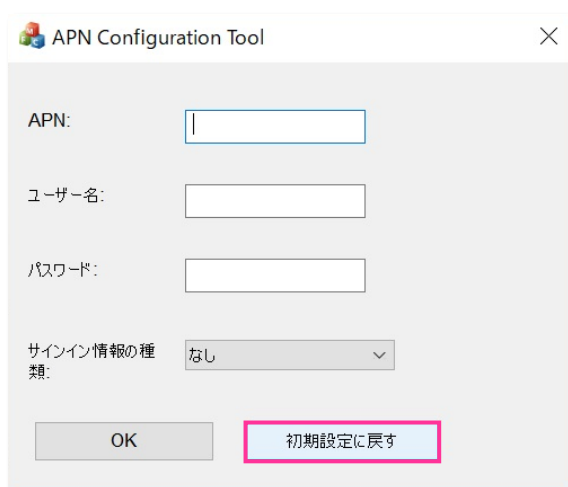 APN Configuration Tool
APN:
ユーザー名:
パスワード:
サインイン情報の種
類:
なし
OK
初期設定に戻す